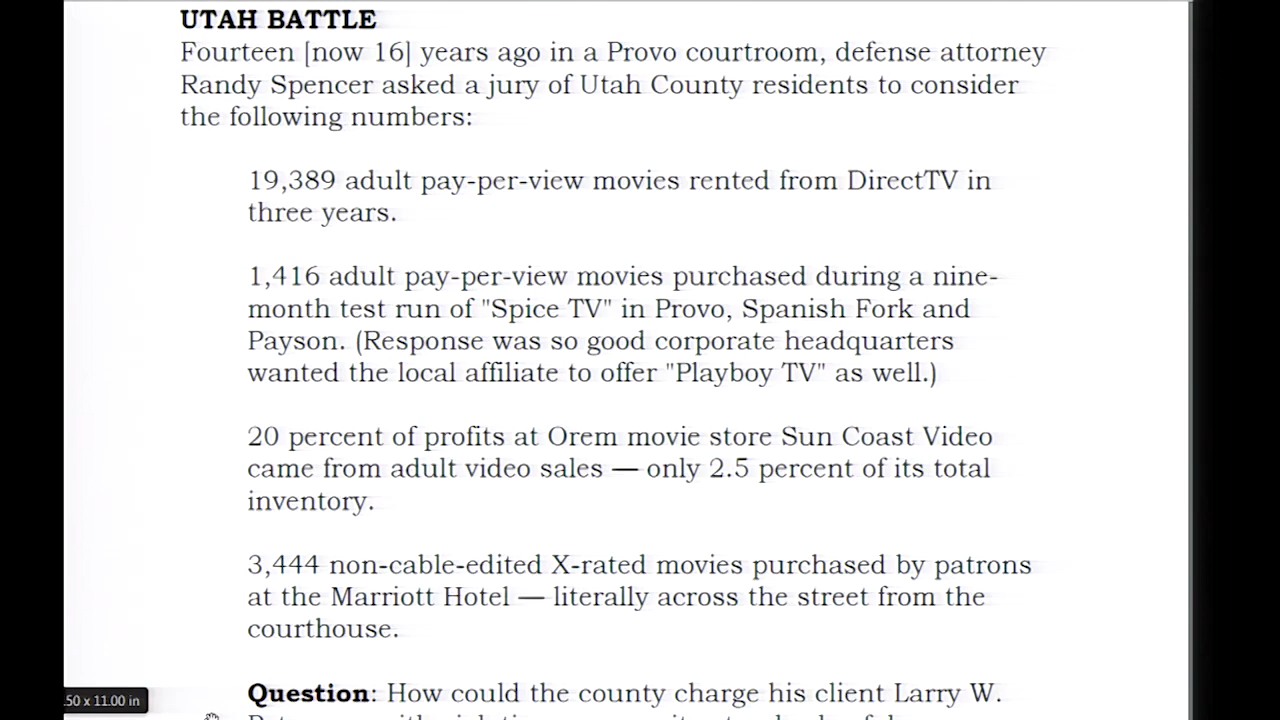 UTAH BATTLE
Fourteen [now 16] years ago in a Provo courtroom, defense attorney
Randy Spencer asked a jury of Utah County residents to consider
the following numbers:
19,389 adult pay-per-view movies rented from DirectTV in
three years.
1,416 adult pay-per-view movies purchased during a nine-
month test run of "Spice TV" in Provo, Spanish Fork and
Payson. (Response was so good corporate headquarters
wanted the local affiliate to offer "Playboy TV" as well.)
20 percent of profits at Orem movie store Sun Coast Video
came from adult video sales — only 2.5 percent of its total
inventory.
3,444 non-cable-edited X-rated movies purchased by patrons
at the Marriott Hotel — literally across the street from the
courthouse.
Question: How could the county charge his client Larry W.
.50 x 11.00 in